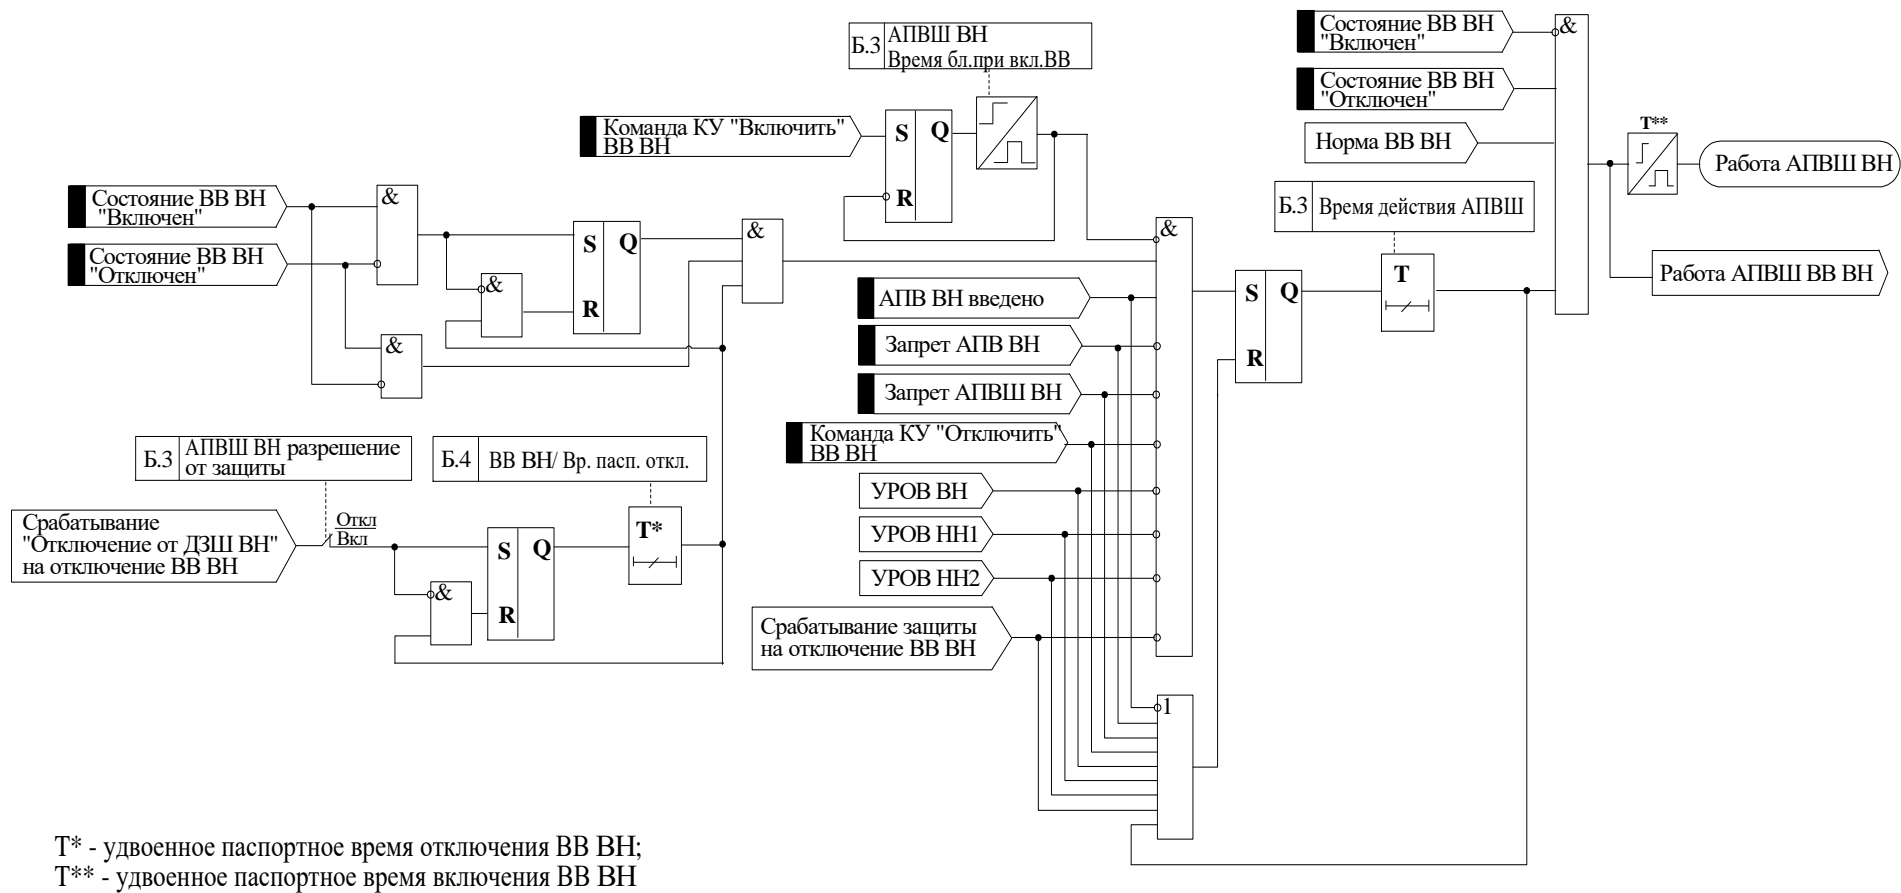 Б.3
АПВШ ВН
Время бл.при вкл.ВВ
Состояние ВВ ВН
"Включен"
&
Состояние ВВ ВН
"Отключен"
Команда КУ "Включить"
ВВ ВН
S
Q
R
Норма ВВ ВН
T**
Работа АПВШ ВН
Состояние ВВ ВН
"Включен"
&
Состояние ВВ ВН
"Отключен"
S
Q
R
&
&
&
Б.3
Время действия АПВШ
&
Работа АПВШ ВВ ВН
АПВ ВН введено
S
Q
R
T
Запрет АПВ ВН
Запрет АПВШ ВН
Команда КУ "Отключить"
ВВ ВН
Б.3
АПВШ ВН разрешение
от защиты
Б.4
ВВ ВН/ Вр. пасп. откл.
УРОВ ВН
УРОВ НН1
УРОВ НН2
Срабатывание
"Отключение от ДЗШ ВН"
на отключение ВВ ВН
Откл
Вкл
S
Q
R
T*
&
Срабатывание защиты
на отключение ВВ ВН
1
T* - удвоенное паспортное время отключения ВВ ВН;
T** - удвоенное паспортное время включения ВВ ВН